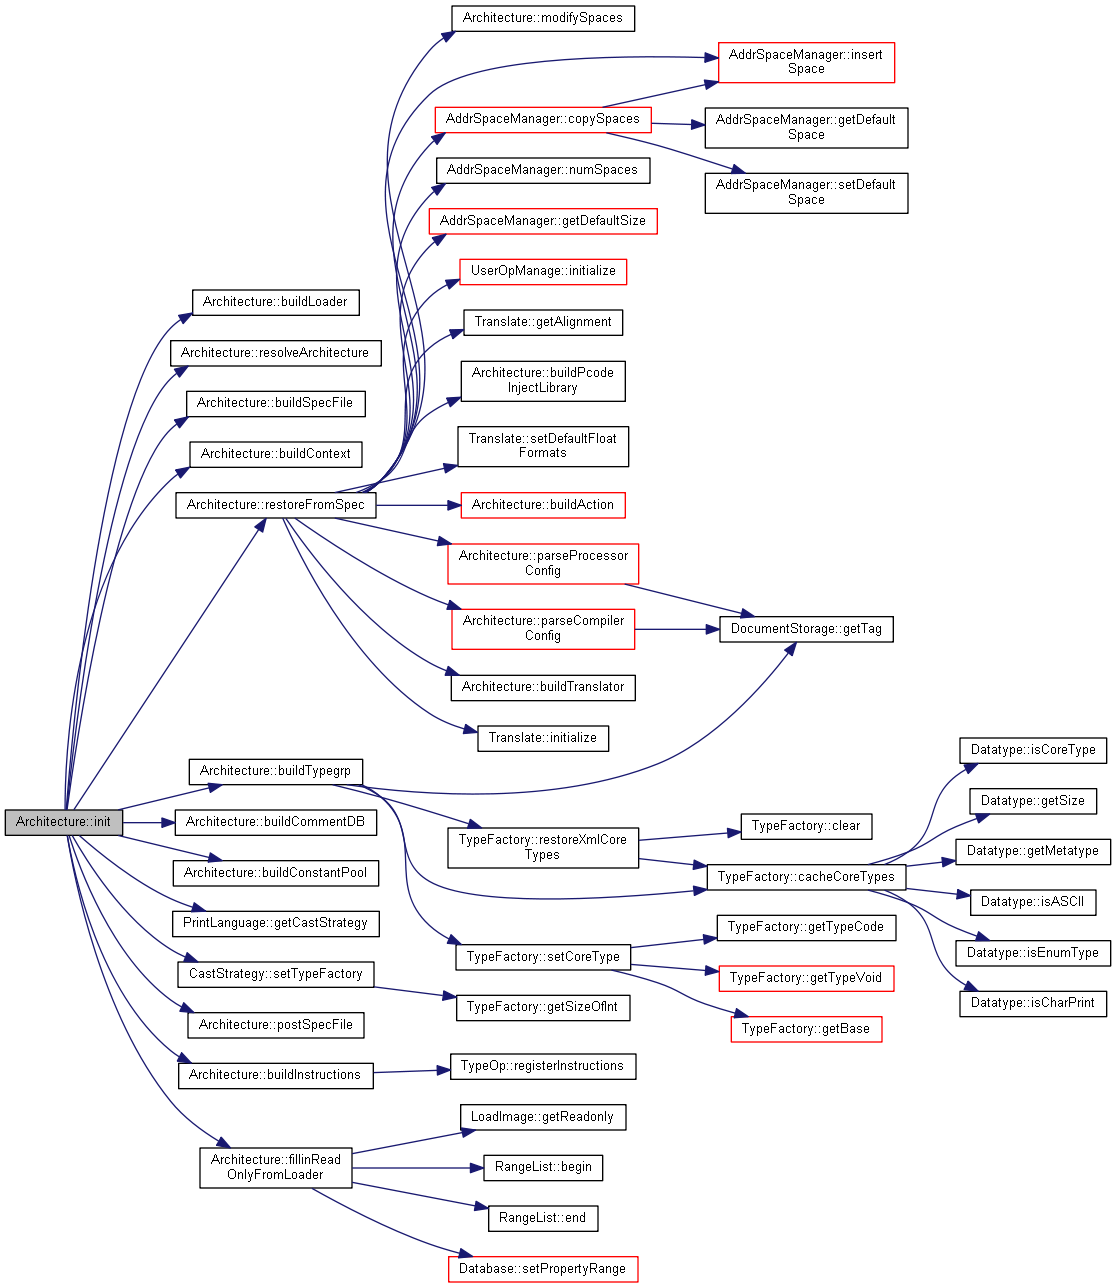 Architecture::modifySpaces
AddrSpaceManager::insert
Space
AddrSpaceManager::copySpaces
AddrSpaceManager::getDefault
Space
AddrSpaceManager::numSpaces
AddrSpaceManager::setDefault
Space
AddrSpaceManager::getDefaultSize
UserOpManage::initialize
Architecture::buildLoader
Translate::getAlignment
Architecture::resolveArchitecture
Architecture::buildPcode
InjectLibrary
Architecture::buildSpecFile
Translate::setDefaultFloat
Formats
Architecture::buildContext
Architecture::restoreFromSpec
Architecture::buildAction
Architecture::parseProcessor
Config
Architecture::parseCompiler
Config
DocumentStorage::getTag
Architecture::buildTranslator
Translate::initialize
Datatype::isCoreType
Architecture::buildTypegrp
Datatype::getSize
Architecture::init
Architecture::buildCommentDB
TypeFactory::restoreXmlCore
Types
TypeFactory::clear
Datatype::getMetatype
Architecture::buildConstantPool
TypeFactory::cacheCoreTypes
Datatype::isASCII
PrintLanguage::getCastStrategy
TypeFactory::getTypeCode
Datatype::isEnumType
TypeFactory::setCoreType
CastStrategy::setTypeFactory
TypeFactory::getTypeVoid
Datatype::isCharPrint
TypeFactory::getSizeOfInt
Architecture::postSpecFile
TypeFactory::getBase
Architecture::buildInstructions
TypeOp::registerInstructions
LoadImage::getReadonly
Architecture::fillinRead
OnlyFromLoader
RangeList::begin
RangeList::end
Database::setPropertyRange